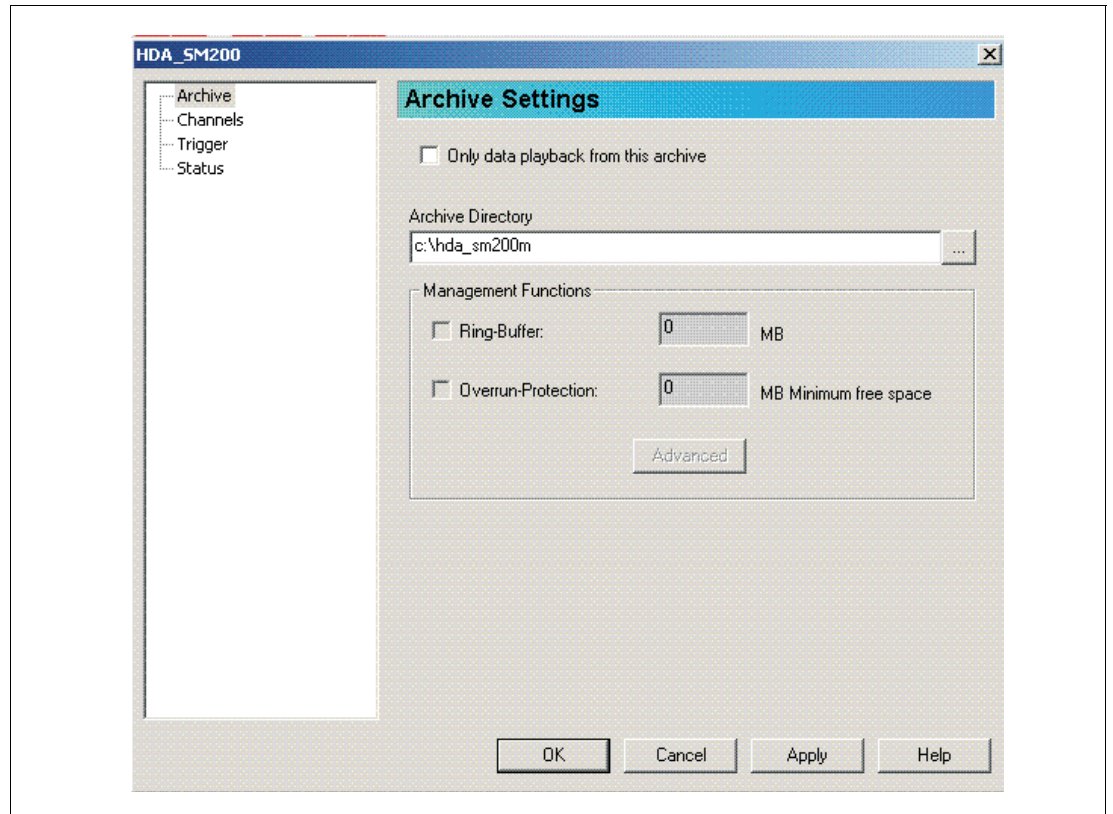 HDA_SM200
Archive
Channels
Trigger
Status
Archive Settings
Only data playback from this archive
Archive Directory
c:\hda_sm200m
...
Management Functions
Ring-Buffer:
0
MB
Overrun-Protection:
0
MB Minimum free space
Advanced
OK
Cancel
Apply
Help